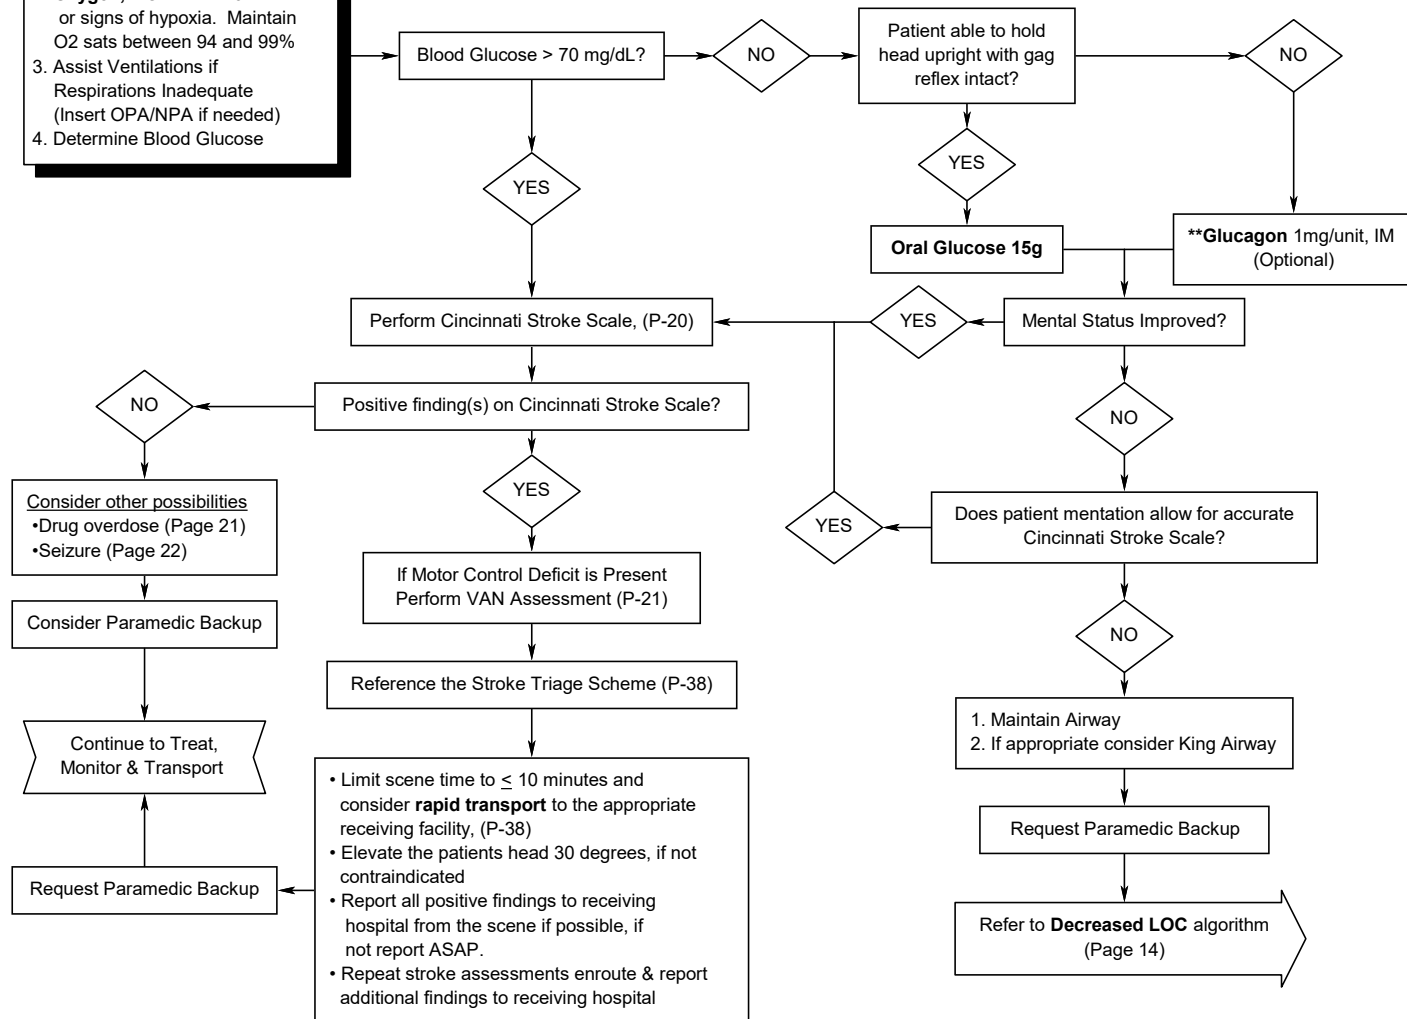 or signs of hypoxia. Maintain
O2 sats between 94 and 99%
3. Assist Ventilations if
Respirations Inadequate
(Insert OPA/NPA if needed)
4. Determine Blood Glucose
Blood Glucose > 70 mg/dL?
NO
Patient able to hold
head upright with gag
reflex intact?
NO
YES
YES
Oral Glucose 15g
**Glucagon 1mg/unit, IM
(Optional)
Perform Cincinnati Stroke Scale, (P-20)
YES
Mental Status Improved?
NO
Positive finding(s) on Cincinnati Stroke Scale?
NO
YES
Consider other possibilities
•Drug overdose (Page 21)
•Seizure (Page 22)
YES
Does patient mentation allow for accurate
Cincinnati Stroke Scale?
If Motor Control Deficit is Present
Perform VAN Assessment (P-21)
Consider Paramedic Backup
NO
Reference the Stroke Triage Scheme (P-38)
1. Maintain Airway
2. If appropriate consider King Airway
Continue to Treat,
Monitor & Transport
• Limit scene time to ≤ 10 minutes and
consider rapid transport to the appropriate
receiving facility, (P-38)
• Elevate the patients head 30 degrees, if not
contraindicated
• Report all positive findings to receiving
hospital from the scene if possible, if
not report ASAP.
• Repeat stroke assessments enroute & report
additional findings to receiving hospital
Request Paramedic Backup
Request Paramedic Backup
Refer to Decreased LOC algorithm
(Page 14)